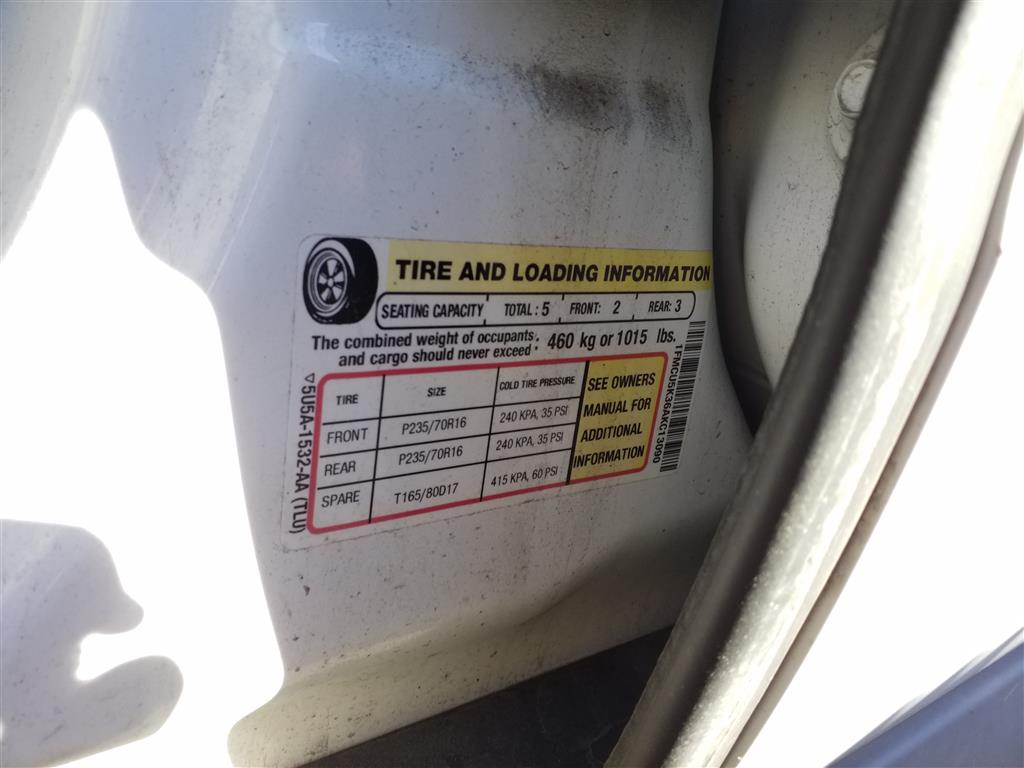 TIRE AND LOADING INFORMATION
SEATING CAPACITY TOTAL : 5 FRONT: 2 REAR: 3
The combined weight of occupants and cargo should never exceed : 460 kg or 1015 lbs.
TIRE SIZE COLD TIRE PRESSURE
FRONT P235/70R16 240 KPA, 35 PSI
REAR P235/70R16 240 KPA, 35 PSI
SPARE T165/80D17 415 KPA, 60 PSI
SEE OWNERS
MANUAL FOR
ADDITIONAL
INFORMATION
5U5A-1532-AA (TLU)
1FMCU5K36AKC13090